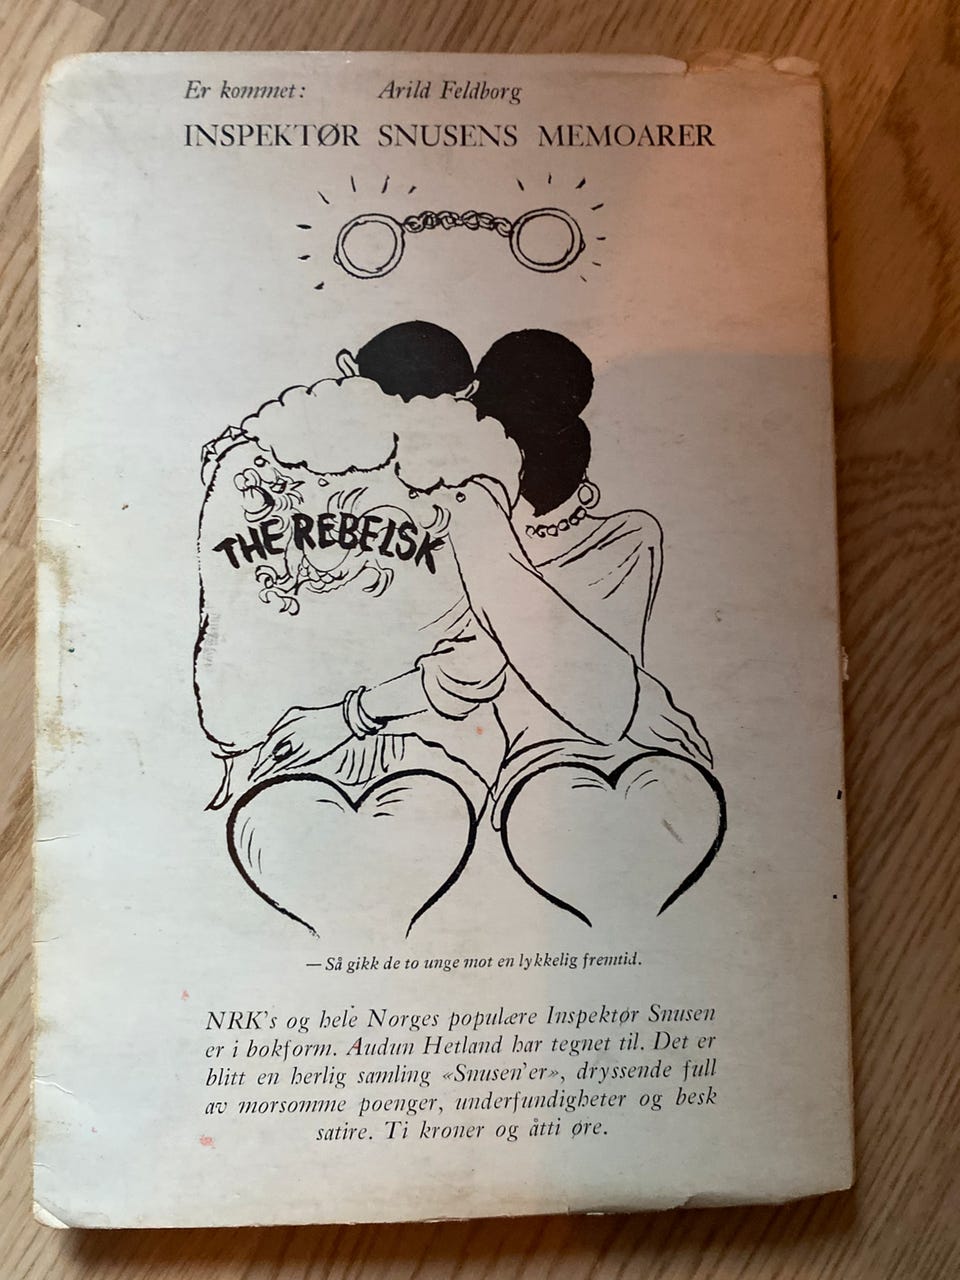 Er kommet: Arild Feldborg
INSPEKTØR SNUSENS MEMOARER
THE REBELSK
— Så gikk de to unge mot en lykkelig fremtid.
NRK's og hele Norges populære Inspektør Snusen
er i bokform. Audun Hetland har tegnet til. Det er
blitt en herlig samling «Snusen'er», dryssende full
av morsomme poenger, underfundigheter og besk
satire. Ti kroner og åtti øre.